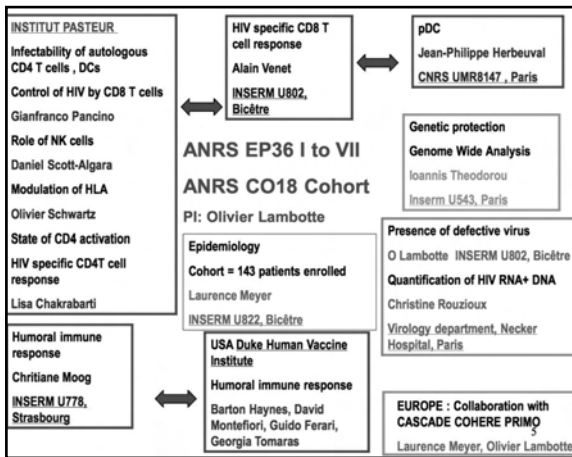 INSTITUT PASTEUR
Infectability of autologous
CD4 T cells , DCs
Control of HIV by CD8 T cells
Gianfranco Pancino
Role of NK cells
Daniel Scott-Algara
Modulation of HLA
Olivier Schwartz
State of CD4 activation
HIV specific CD4T cell
response
Lisa Chakrabarti
HIV specific CD8 T
cell response
Alain Venet
INSERM U802,
Bicêtre
pDC
Jean-Philippe Herbeuval
CNRS UMR8147 , Paris
ANRS EP36 I to VII
ANRS CO18 Cohort
PI: Olivier Lambotte
Genetic protection
Genome Wide Analysis
Ioannis Theodorou
Inserm U543, Paris
Epidemiology
Cohort = 143 patients enrolled
Laurence Meyer
INSERM U822, Bicêtre
Presence of defective virus
O Lambotte INSERM U802, Bicêtre
Quantification of HIV RNA+ DNA
Christine Rouzioux
Virology department, Necker
Hospital, Paris
Humoral immune
response
Chritiane Moog
INSERM U778,
Strasbourg
USA Duke Human Vaccine
Institute
Humoral immune response
Barton Haynes, David
Montefiori, Guido Ferari,
Georgia Tomaras
EUROPE : Collaboration with
CASCADE COHERE PRIMO
5
Laurence Meyer, Olivier Lambotte